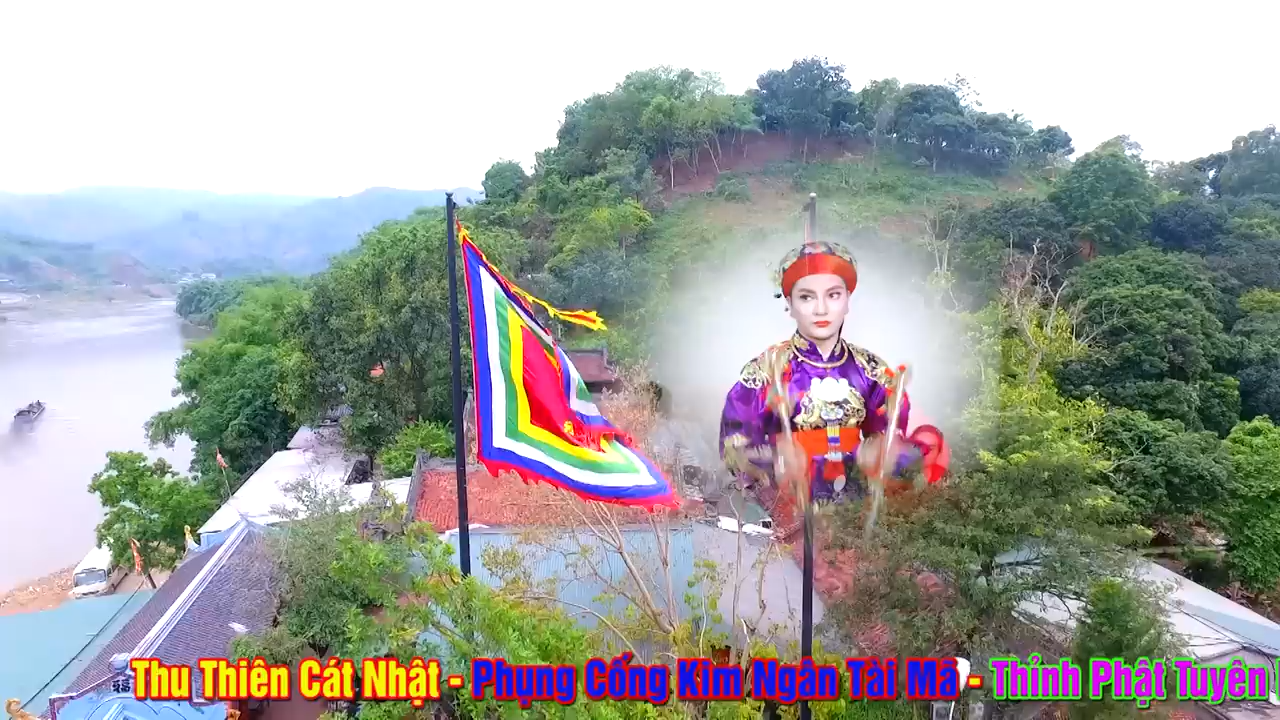 Thu Thiên Cát Nhật - Phụng Cống Kim Ngân Tài Mã - Thỉnh Phật Tuyên